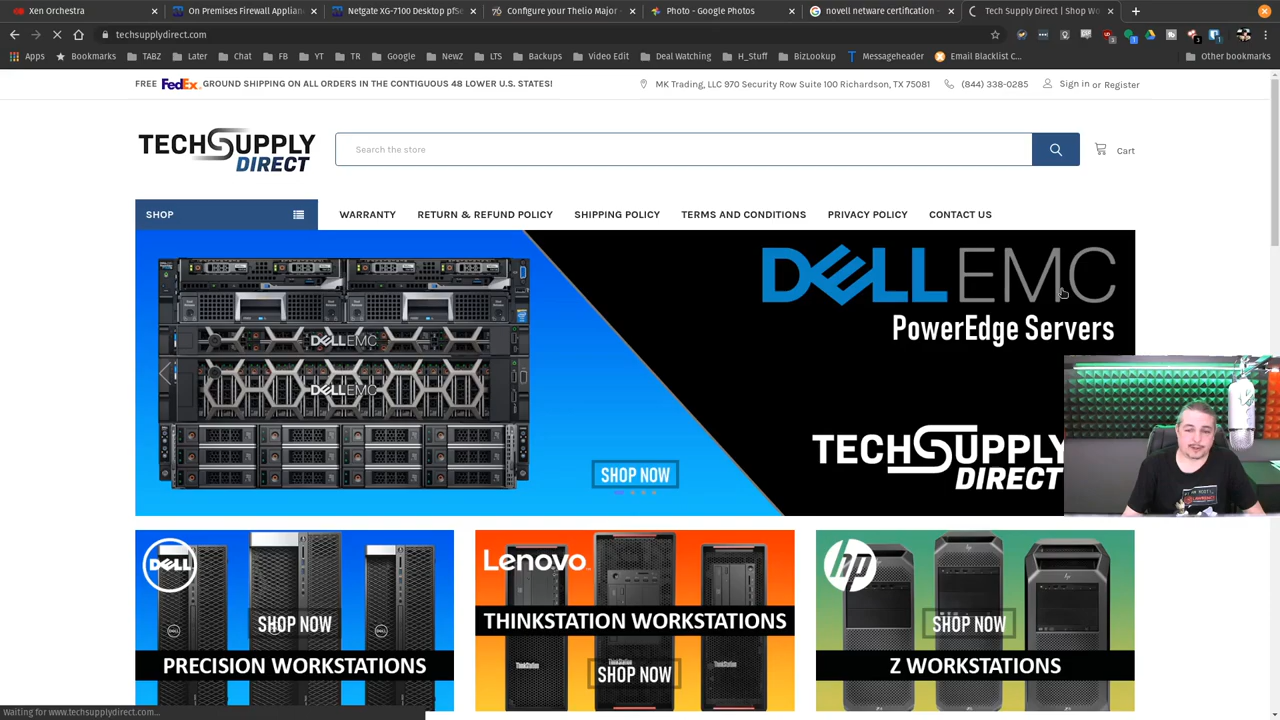 Xen Orchestra
On Premises Firewall Applianc
Netgate XG-7100 Desktop pfSe
Configure your Thelio Major -
Photo - Google Photos
novell netware certification -
Tech Supply Direct | Shop Wo
techsupplydirect.com
Apps
Bookmarks
TABZ
Later
Chat
FB
YT
TR
Google
NewZ
LTS
Backups
Video Edit
Deal Watching
H_Stuff
BizLookup
Messageheader
Email Blacklist C...
Other bookmarks
FREE FedEx. GROUND SHIPPING ON ALL ORDERS IN THE CONTIGUOUS 48 LOWER U.S. STATES!
MK Trading, LLC 970 Security Row Suite 100 Richardson, TX 75081
(844) 338-0285
Sign in or Register
TECHSUPPLY
DIRECT
Search the store
Cart
SHOP
WARRANTY
RETURN & REFUND POLICY
SHIPPING POLICY
TERMS AND CONDITIONS
PRIVACY POLICY
CONTACT US
DELL EMC
PowerEdge Servers
DELLEMC
DELLEMC
TECHSUPPLY
DIRECT
SHOP NOW
DELL
SHOP NOW
PRECISION WORKSTATIONS
Lenovo
THINKSTATION WORKSTATIONS
SHOP NOW
hp
SHOP NOW
Z WORKSTATIONS
Waiting for www.techsupplydirect.com...